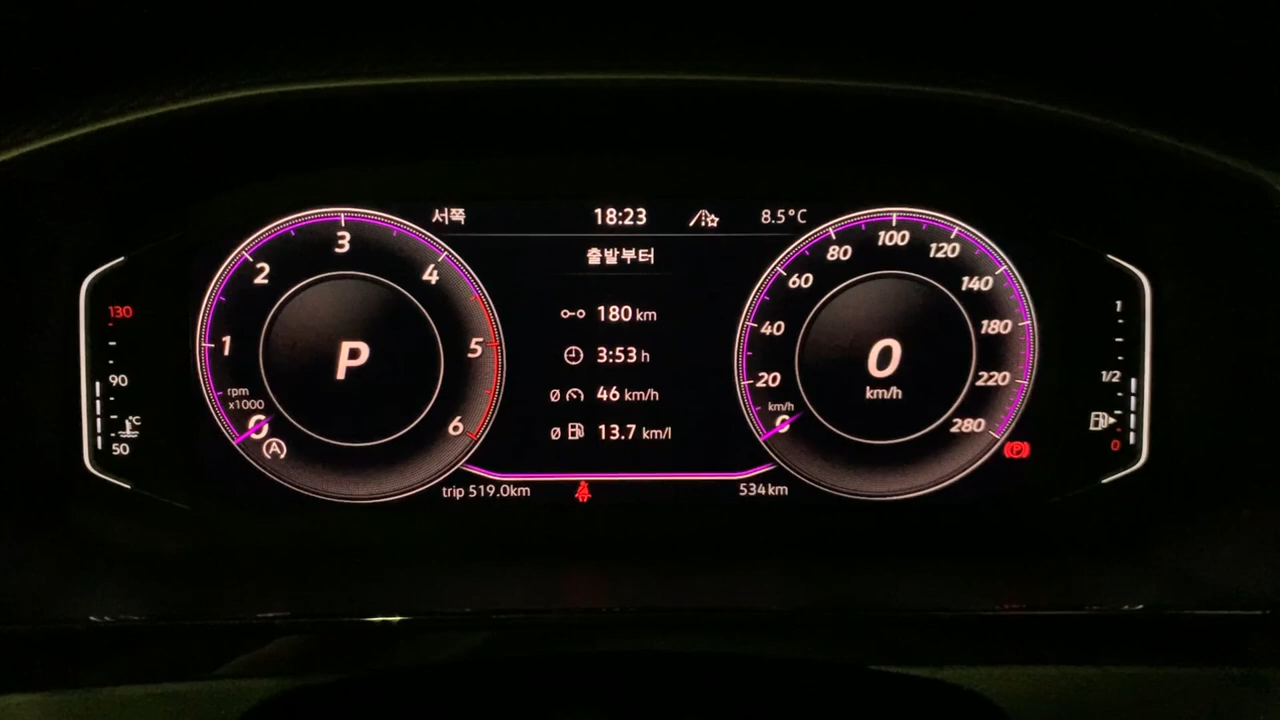 서쪽 18:23 8.5°C
출발부터
180 km
3:53 h
Ø 46 km/h
Ø 13.7 km/l
trip 519.0km 534km
130
90
°C
50
0
1
2
3
4
5
6
rpm
x1000
P
A
0
20
40
60
80
100
120
140
180
220
280
km/h
0
km/h
P
1
1/2
0